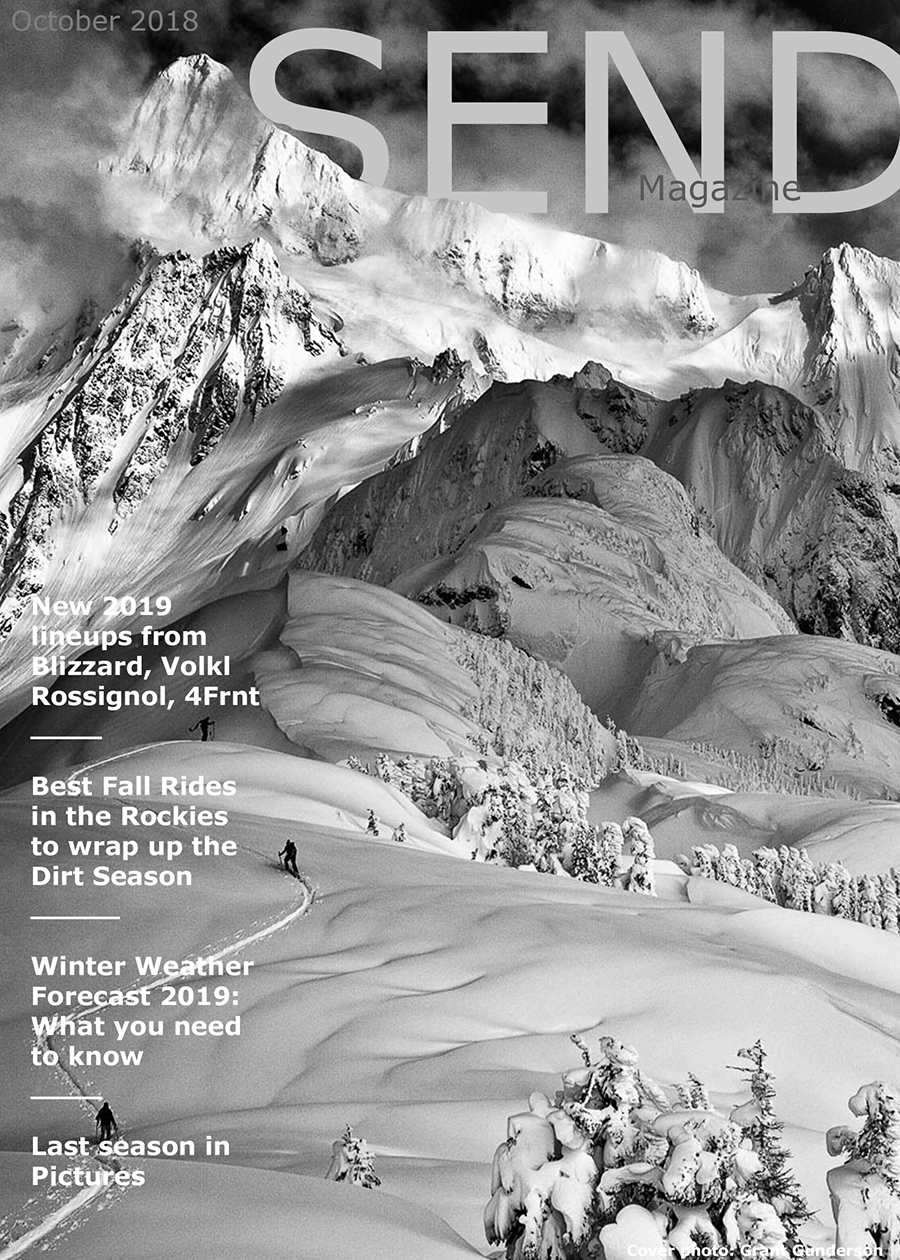 October 2018
SEND
Magazine
New 2019
lineups from
Blizzard, Volkl
Rossignol, 4Frnt
Best Fall Rides
in the Rockies
to wrap up the
Dirt Season
Winter Weather
Forecast 2019:
What you need
to know
Last season in
Pictures
Cover photo: Grant Gunderson